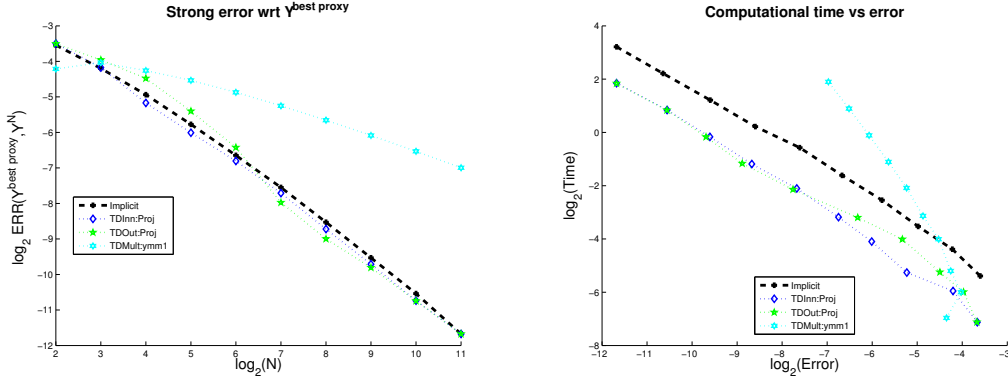 Strong error wrt Y^best proxy
log2 ERR(Y^best proxy,Y^N)
-3
-4
-5
-6
-7
-8
-9
-10
-11
-12
Implicit
TDInn:Proj
TDOut:Proj
TDMult:ymm1
2 3 4 5 6 7 8 9 10 11
log2(N)
Computational time vs error
log2(Time)
4
2
0
-2
-4
-6
-8
Implicit
TDInn:Proj
TDOut:Proj
TDMult:ymm1
-12 -11 -10 -9 -8 -7 -6 -5 -4 -3
log2(Error)